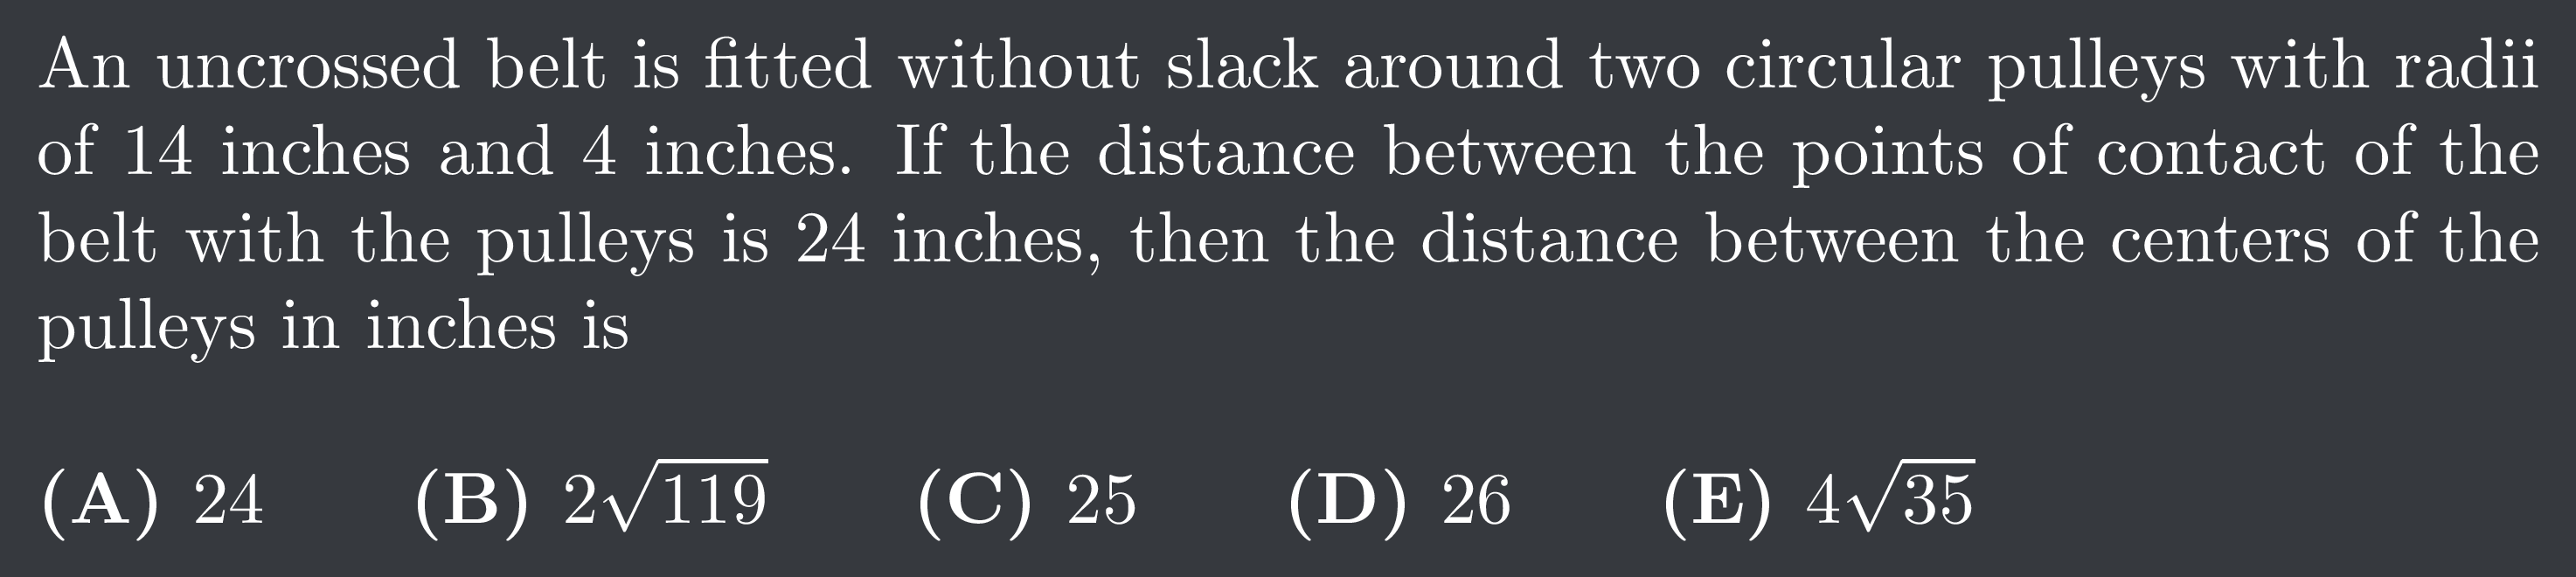 An uncrossed belt is fitted without slack around two circular pulleys with radii
of 14 inches and 4 inches. If the distance between the points of contact of the
belt with the pulleys is 24 inches, then the distance between the centers of the
pulleys in inches is
(A) 24 (B) 2√119 (C) 25 (D) 26 (E) 4√35